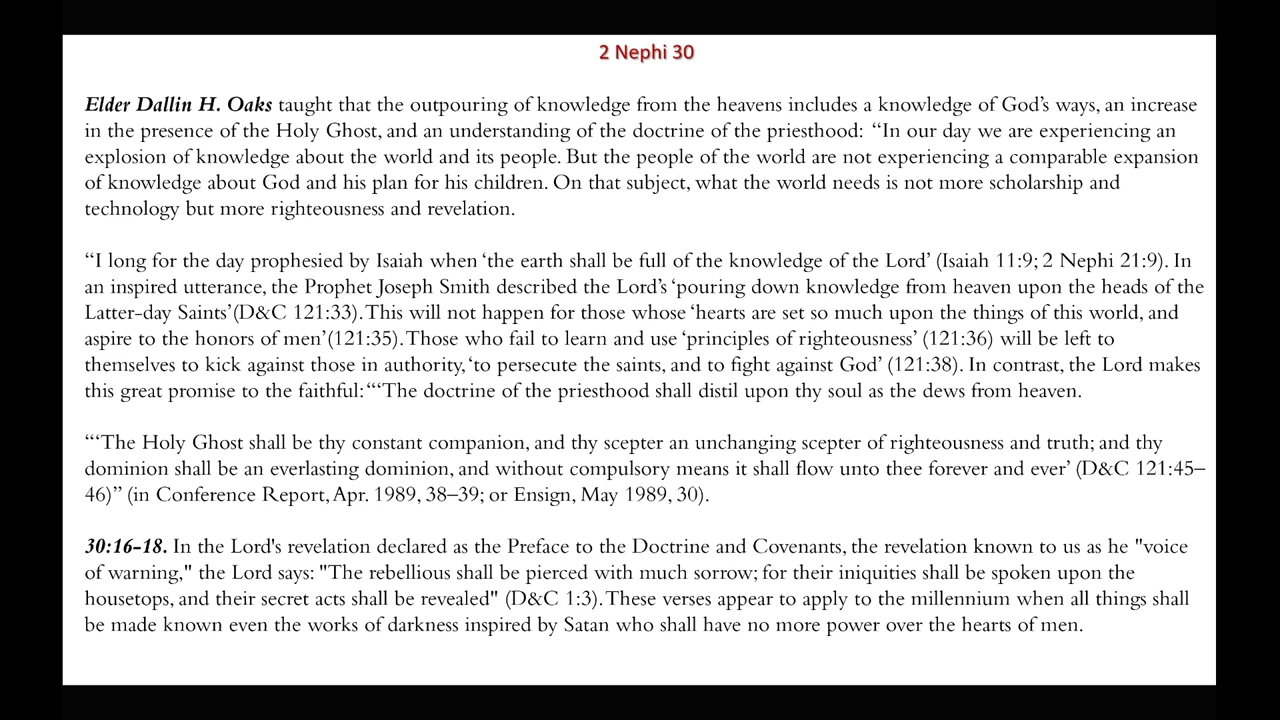 2 Nephi 30
Elder Dallin H. Oaks taught that the outpouring of knowledge from the heavens includes a knowledge of God’s ways, an increase
in the presence of the Holy Ghost, and an understanding of the doctrine of the priesthood: “In our day we are experiencing an
explosion of knowledge about the world and its people. But the people of the world are not experiencing a comparable expansion
of knowledge about God and his plan for his children. On that subject, what the world needs is not more scholarship and
technology but more righteousness and revelation.
“I long for the day prophesied by Isaiah when ‘the earth shall be full of the knowledge of the Lord’ (Isaiah 11:9; 2 Nephi 21:9). In
an inspired utterance, the Prophet Joseph Smith described the Lord’s ‘pouring down knowledge from heaven upon the heads of the
Latter-day Saints’(D&C 121:33). This will not happen for those whose ‘hearts are set so much upon the things of this world, and
aspire to the honors of men’(121:35). Those who fail to learn and use ‘principles of righteousness’ (121:36) will be left to
themselves to kick against those in authority, ‘to persecute the saints, and to fight against God’ (121:38). In contrast, the Lord makes
this great promise to the faithful: “‘The doctrine of the priesthood shall distil upon thy soul as the dews from heaven.
“‘The Holy Ghost shall be thy constant companion, and thy scepter an unchanging scepter of righteousness and truth; and thy
dominion shall be an everlasting dominion, and without compulsory means it shall flow unto thee forever and ever’ (D&C 121:45–
46)” (in Conference Report, Apr. 1989, 38–39; or Ensign, May 1989, 30).
30:16-18. In the Lord's revelation declared as the Preface to the Doctrine and Covenants, the revelation known to us as he "voice
of warning," the Lord says: "The rebellious shall be pierced with much sorrow; for their iniquities shall be spoken upon the
housetops, and their secret acts shall be revealed" (D&C 1:3). These verses appear to apply to the millennium when all things shall
be made known even the works of darkness inspired by Satan who shall have no more power over the hearts of men.